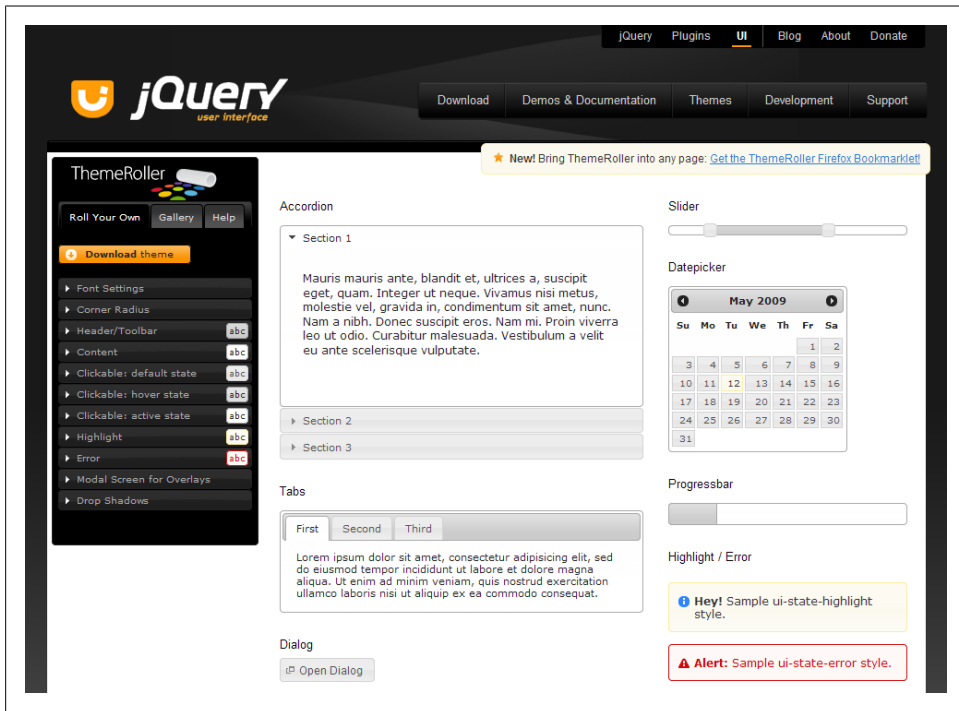 jQuery Plugins UI Blog About Donate
jQuery
user interface
Download Demos & Documentation Themes Development Support
New! Bring ThemeRoller into any page: Get the ThemeRoller Firefox Bookmarklet!
ThemeRoller
Roll Your Own Gallery Help
Download theme
Font Settings
Corner Radius
Header/Toolbar abc
Content abc
Clickable: default state abc
Clickable: hover state abc
Clickable: active state abc
Highlight abc
Error abc
Modal Screen for Overlays
Drop Shadows
Accordion
Section 1
Mauris mauris ante, blandit et, ultrices a, suscipit
eget, quam. Integer ut neque. Vivamus nisi metus,
molestie vel, gravida in, condimentum sit amet, nunc.
Nam a nibh. Donec suscipit eros. Nam mi. Proin viverra
leo ut odio. Curabitur malesuada. Vestibulum a velit
eu ante scelerisque vulputate.
Section 2
Section 3
Tabs
First Second Third
Lorem ipsum dolor sit amet, consectetur adipisicing elit, sed
do eiusmod tempor incididunt ut labore et dolore magna
aliqua. Ut enim ad minim veniam, quis nostrud exercitation
ullamco laboris nisi ut aliquip ex ea commodo consequat.
Dialog
Open Dialog
Slider
Datepicker
May 2009
Su Mo Tu We Th Fr Sa
1 2
3 4 5 6 7 8 9
10 11 12 13 14 15 16
17 18 19 20 21 22 23
24 25 26 27 28 29 30
31
Progressbar
Highlight / Error
Hey! Sample ui-state-highlight
style.
Alert: Sample ui-state-error style.